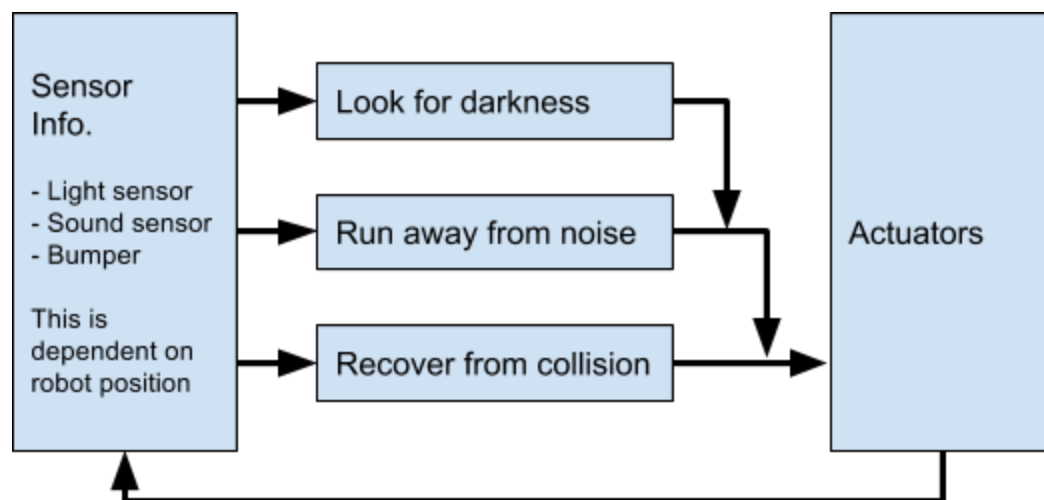 Sensor
Info.
- Light sensor
- Sound sensor
- Bumper
This is
dependent on
robot position
Look for darkness
Run away from noise
Recover from collision
Actuators